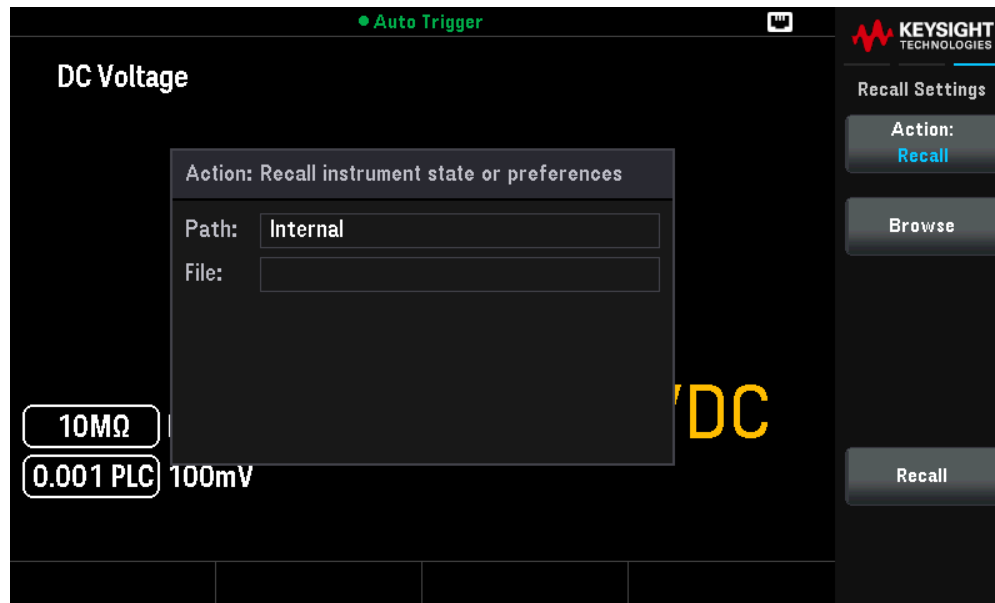 Auto Trigger
KEYSIGHT
TECHNOLOGIES
DC Voltage
Recall Settings
Action:
Recall
Action: Recall instrument state or preferences
Path: Internal
Browse
File:
DC
10MΩ
0.001 PLC 100mV
Recall